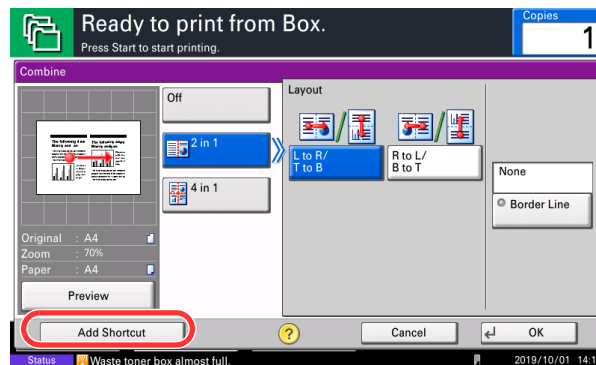 Ready to print from Box.
Press Start to start printing.
Copies
1
Combine
Off
2 in 1
4 in 1
Layout
L to R/
T to B
R to L/
B to T
None
Border Line
Original : A4
Zoom : 70%
Paper : A4
Preview
Add Shortcut
?
Cancel
OK
Status
Waste toner box almost full.
2019/10/01 14:1